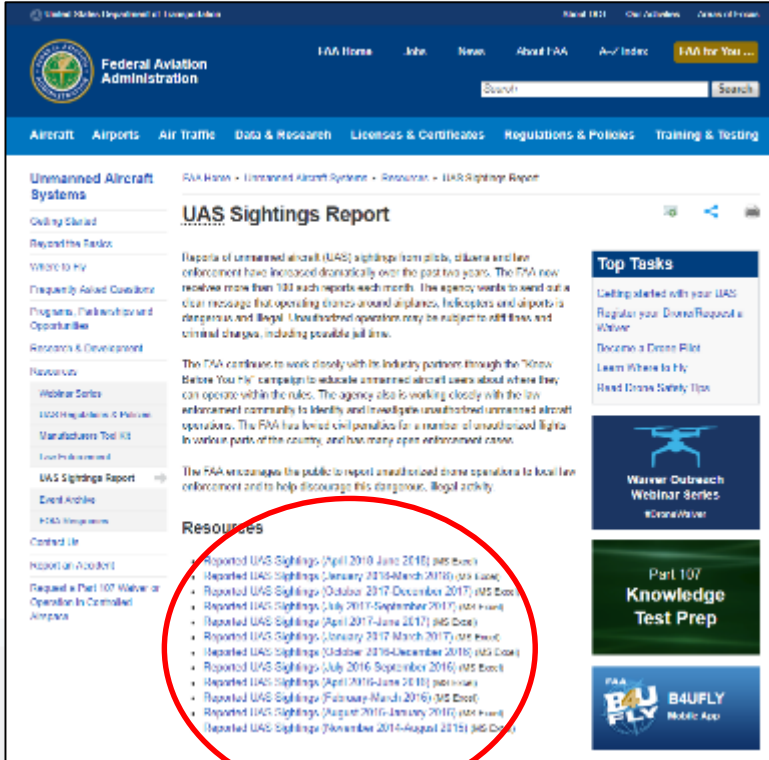 United States Department of Transportation
About DOT Our Activities Areas of Focus
Federal Aviation
Administration
FAA Home Jobs News About FAA A-Z Index FAA for You ...
Search Search
Aircraft Airports Air Traffic Data & Research Licenses & Certificates Regulations & Policies Training & Testing
Unmanned Aircraft
Systems
Getting Started
Beyond the Basics
Where to Fly
Frequently Asked Questions
Programs, Partnerships and
Opportunities
Research & Development
Resources
Webinar Series
UAS Regulations & Policies
Manufacturers Tool Kit
Law Enforcement
UAS Sightings Report
Event Archive
FOIA Responses
Contact Us
Report an Accident
Request a Part 107 Waiver or
Operation in Controlled
Airspace
FAA Home • Unmanned Aircraft Systems • Resources • UAS Sightings Report
UAS Sightings Report
Reports of unmanned aircraft (UAS) sightings from pilots, citizens and law
enforcement have increased dramatically over the past two years. The FAA now
receives more than 100 such reports each month. The agency wants to send out a
clear message that operating drones around airplanes, helicopters and airports is
dangerous and illegal. Unauthorized operators may be subject to stiff fines and
criminal charges, including possible jail time.
The FAA continues to work closely with its industry partners through the "Know
Before You Fly" campaign to educate unmanned aircraft users about where they
can operate within the rules. The agency also is working closely with the law
enforcement community to identify and investigate unauthorized unmanned aircraft
operations. The FAA has levied civil penalties for a number of unauthorized flights
in various parts of the country, and has many open enforcement cases.
The FAA encourages the public to report unauthorized drone operations to local law
enforcement and to help discourage this dangerous, illegal activity.
Resources
• Reported UAS Sightings (April 2018-June 2018) (MS Excel)
• Reported UAS Sightings (January 2018-March 2018) (MS Excel)
• Reported UAS Sightings (October 2017-December 2017) (MS Excel)
• Reported UAS Sightings (July 2017-September 2017) (MS Excel)
• Reported UAS Sightings (April 2017-June 2017) (MS Excel)
• Reported UAS Sightings (January 2017-March 2017) (MS Excel)
• Reported UAS Sightings (October 2016-December 2016) (MS Excel)
• Reported UAS Sightings (July 2016-September 2016) (MS Excel)
• Reported UAS Sightings (April 2016-June 2016) (MS Excel)
• Reported UAS Sightings (February-March 2016) (MS Excel)
• Reported UAS Sightings (August 2015-January 2016) (MS Excel)
• Reported UAS Sightings (November 2014-August 2015) (MS Excel)
Top Tasks
Getting started with your UAS
Register your Drone/Request a
Waiver
Become a Drone Pilot
Learn Where to Fly
Read Drone Safety Tips
Waiver Outreach
Webinar Series
#DroneWaiver
Part 107
Knowledge
Test Prep
FAA
B4U
FLY
B4UFLY
Mobile App